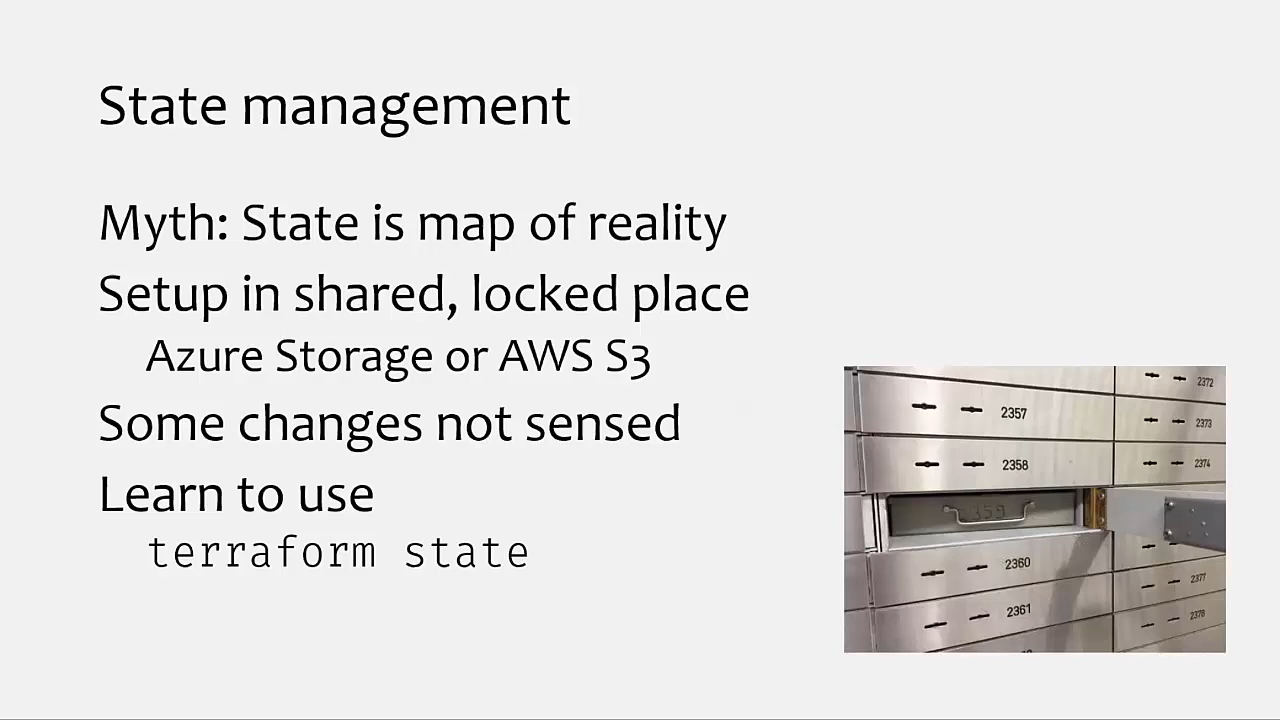 State management
Myth: State is map of reality
Setup in shared, locked place
Azure Storage or AWS S3
Some changes not sensed
Learn to use
terraform state
2357
2358
359
2360
2361
2372
2373
2374
2377
2378